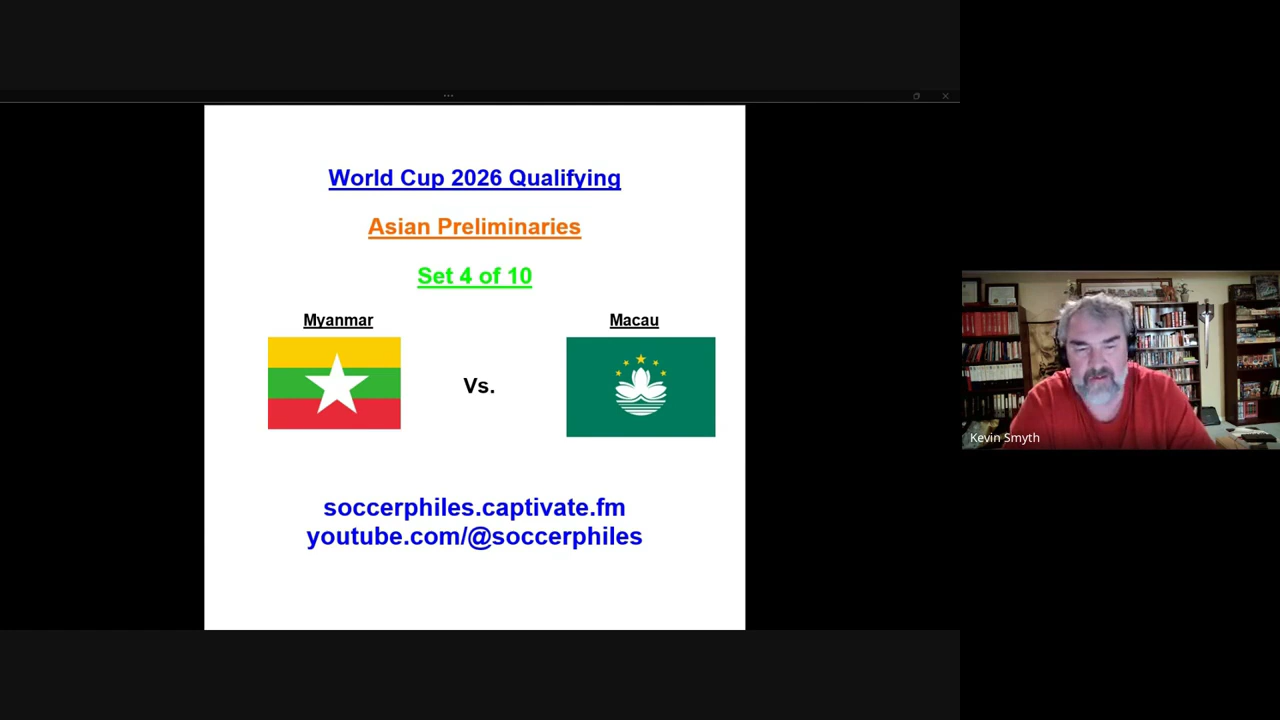 World Cup 2026 Qualifying
Asian Preliminaries
Set 4 of 10
Myanmar
Macau
Vs.
soccerphiles.captivate.fm
youtube.com/@soccerphiles
Kevin Smyth